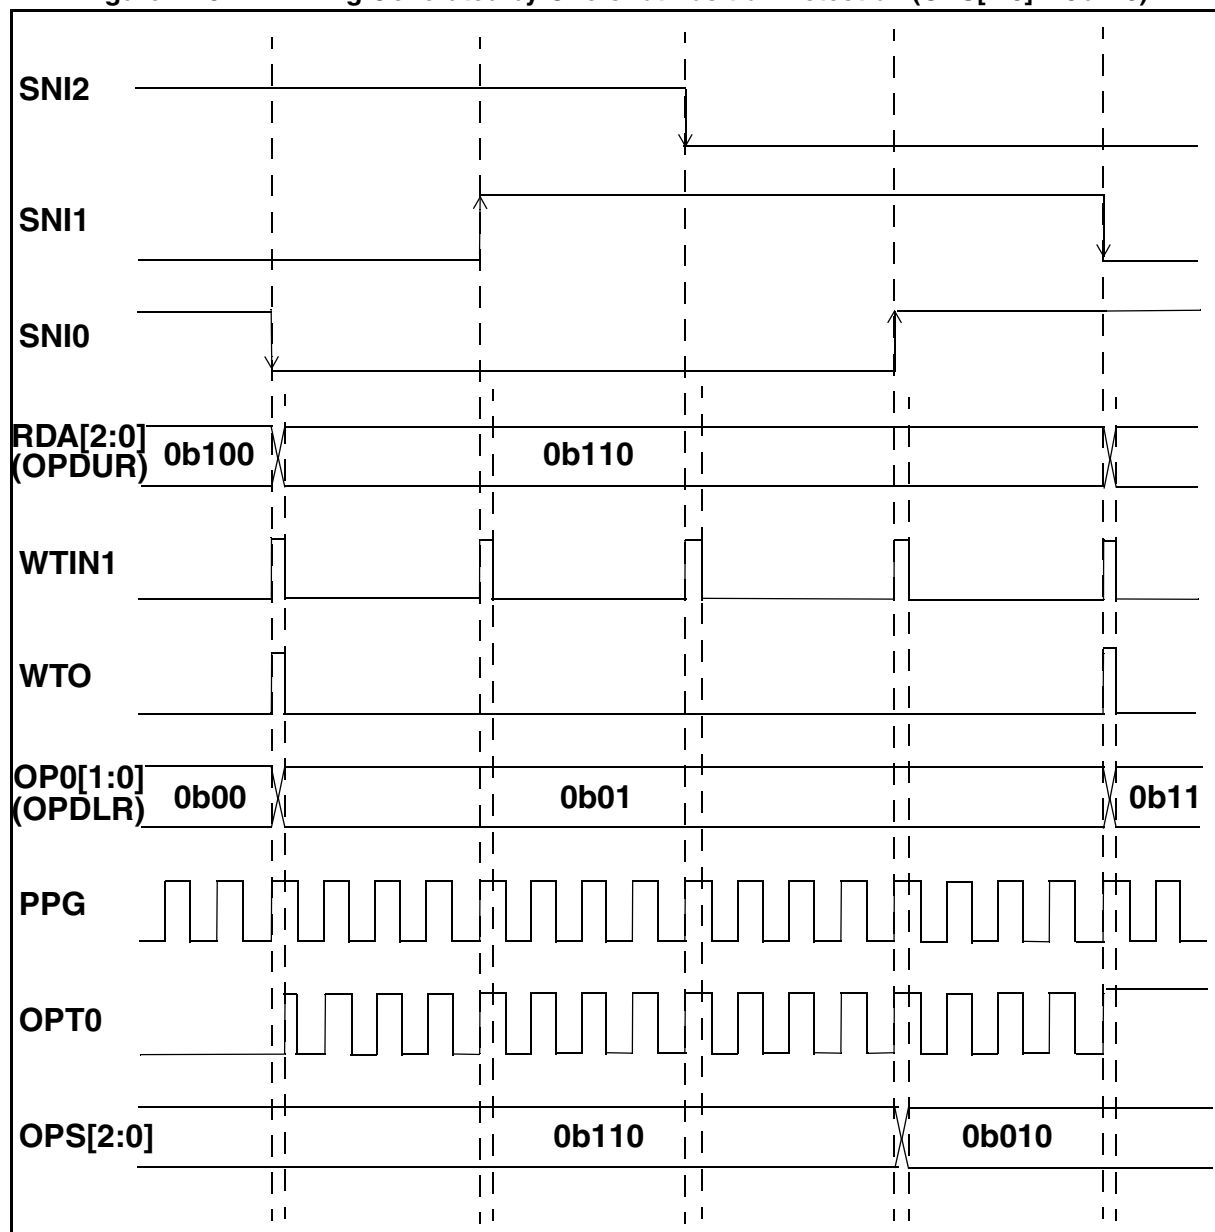 SNI2
SNI1
SNI0
RDA[2:0]
(OPDUR)
0b100
0b110
WTIN1
WTO
OP0[1:0]
(OPDLR)
0b00
0b01
0b11
PPG
OPT0
OPS[2:0]
0b110
0b010